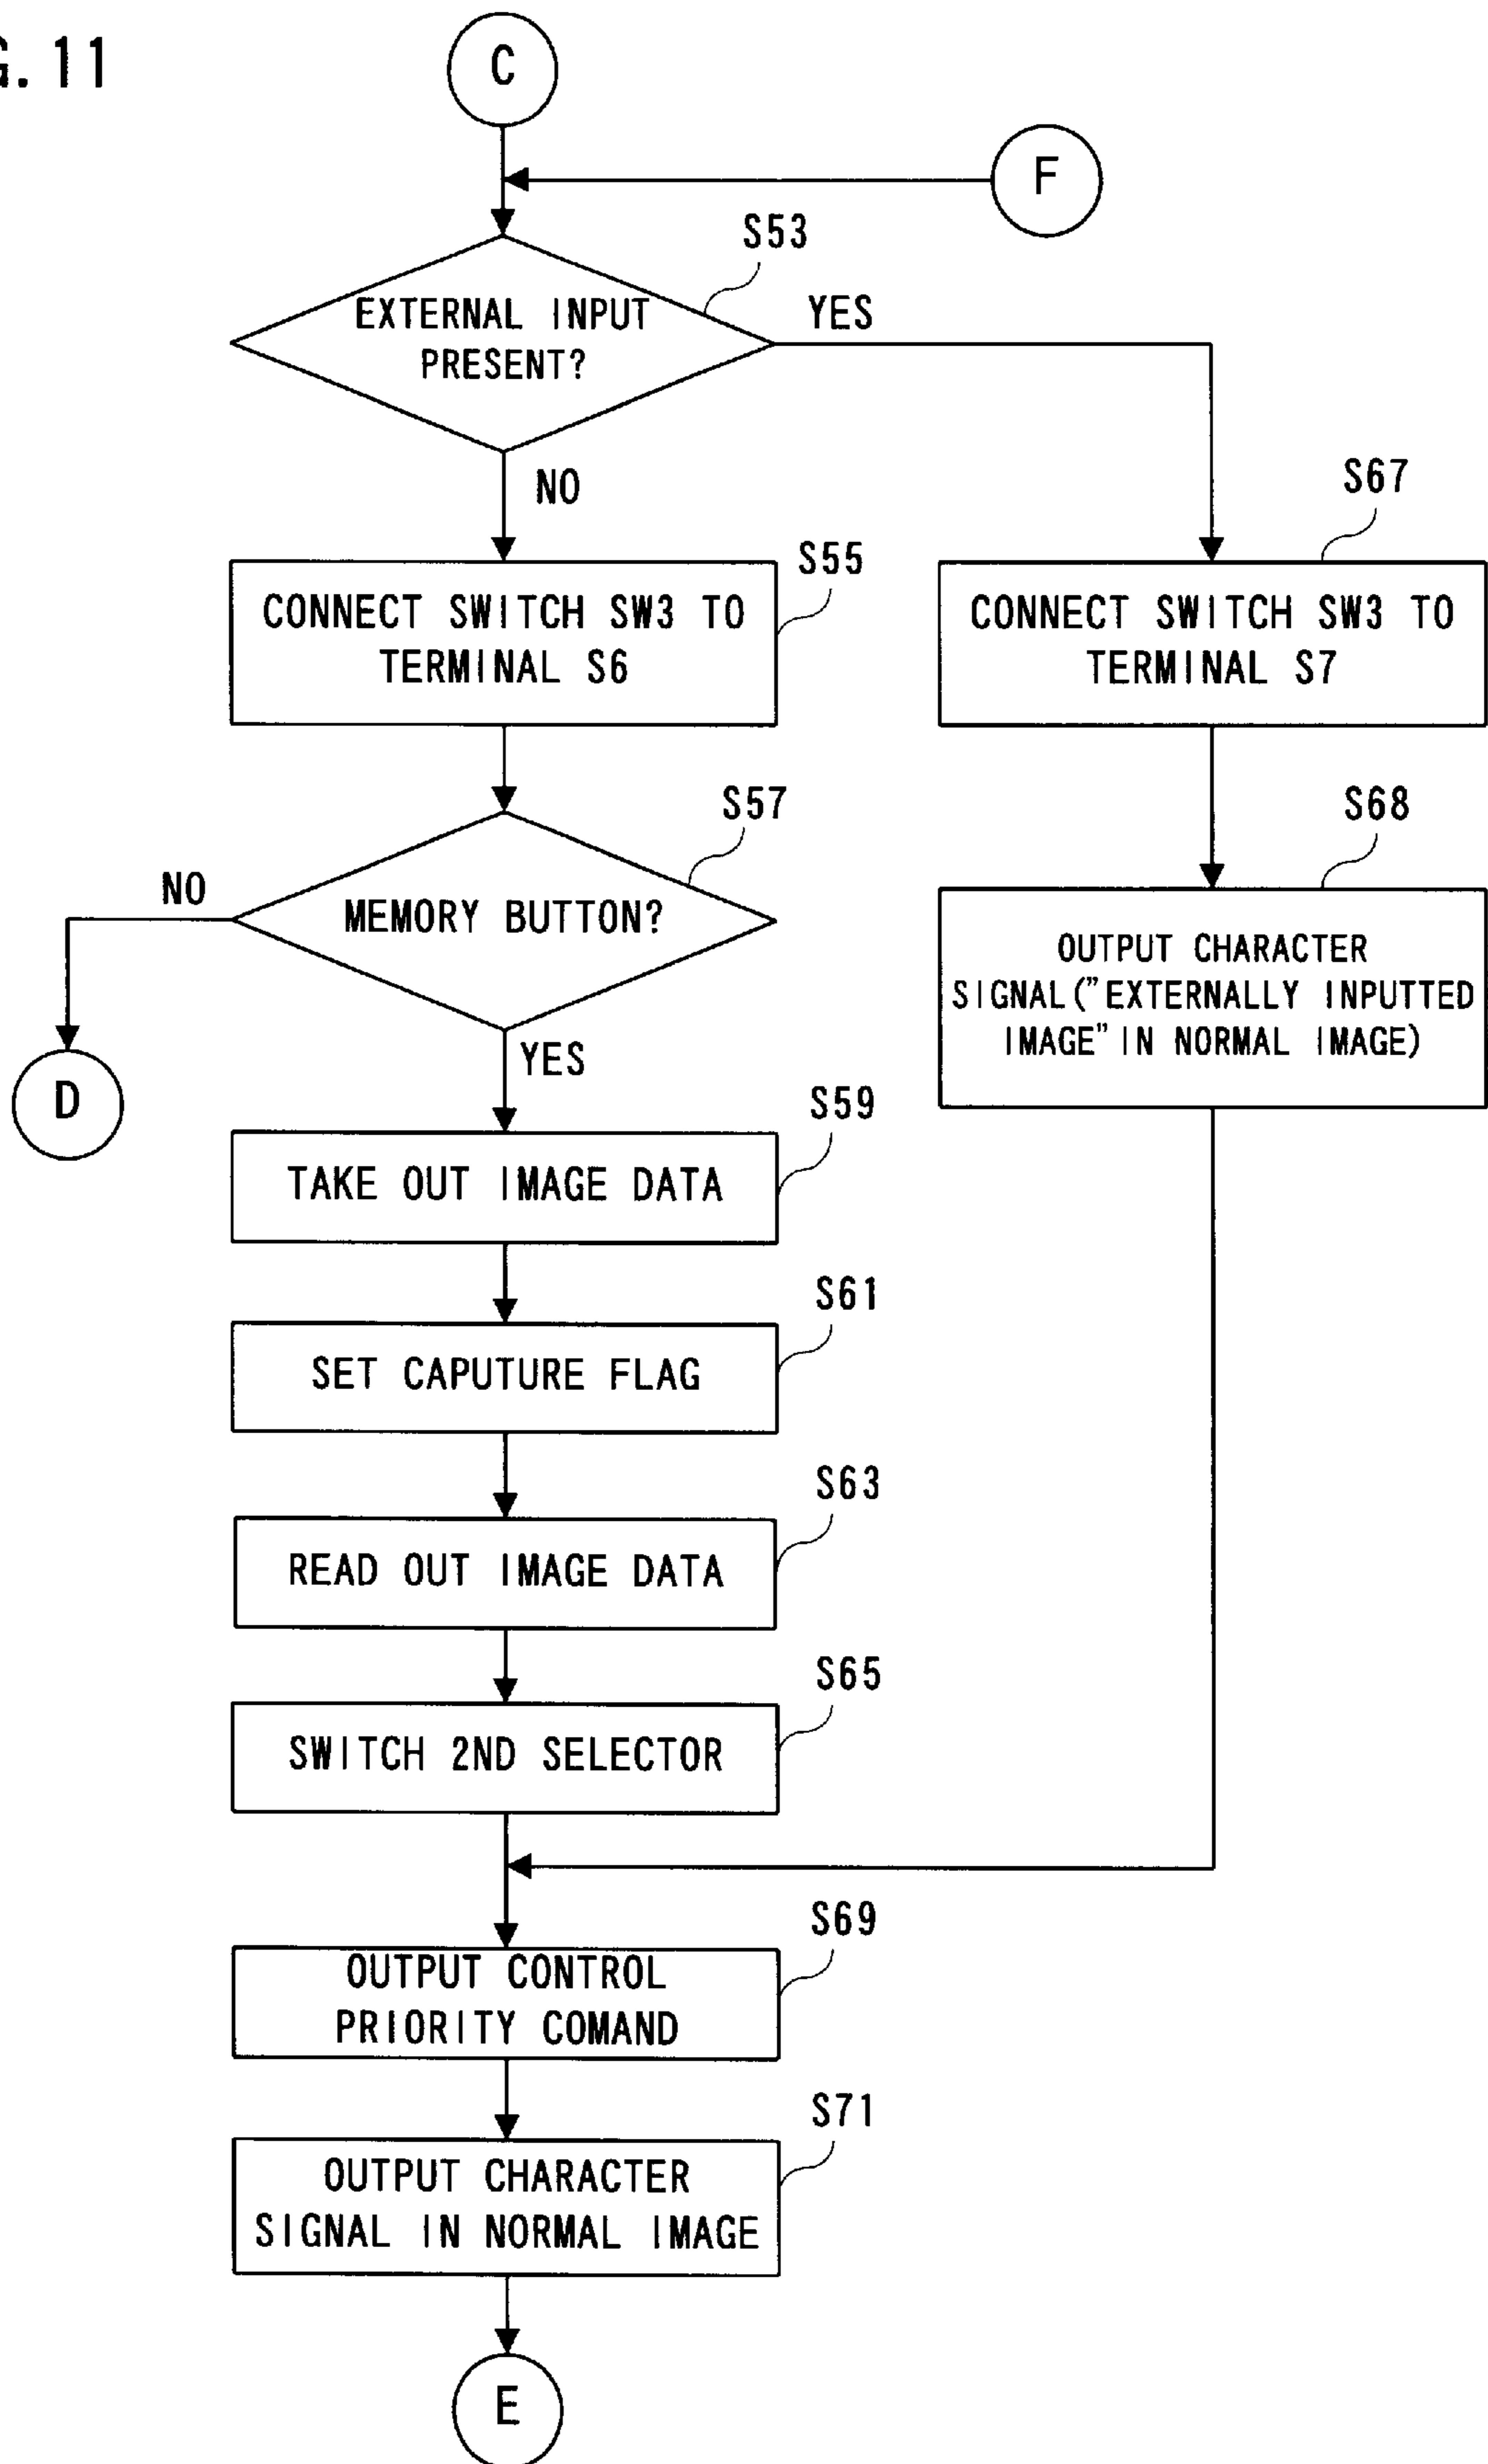 G.11
C
F
S53
EXTERNAL INPUT
PRESENT?
YES
NO
S67
S55
CONNECT SWITCH SW3 TO
TERMINAL S6
CONNECT SWITCH SW3 TO
TERMINAL S7
S57
S68
NO
MEMORY BUTTON?
OUTPUT CHARACTER
SIGNAL("EXTERNALLY INPUTTED
IMAGE" IN NORMAL IMAGE)
YES
D
S59
TAKE OUT IMAGE DATA
S61
SET CAPUTURE FLAG
S63
READ OUT IMAGE DATA
S65
SWITCH 2ND SELECTOR
S69
OUTPUT CONTROL
PRIORITY COMAND
S71
OUTPUT CHARACTER
SIGNAL IN NORMAL IMAGE
E